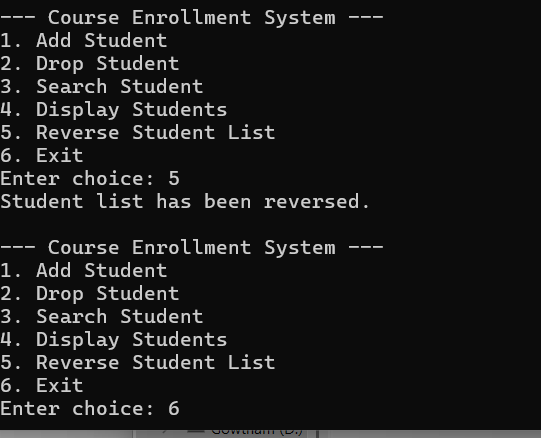 --- Course Enrollment System ---
1. Add Student
2. Drop Student
3. Search Student
4. Display Students
5. Reverse Student List
6. Exit
Enter choice: 5
Student list has been reversed.
--- Course Enrollment System ---
1. Add Student
2. Drop Student
3. Search Student
4. Display Students
5. Reverse Student List
6. Exit
Enter choice: 6
Gowtham (D:)